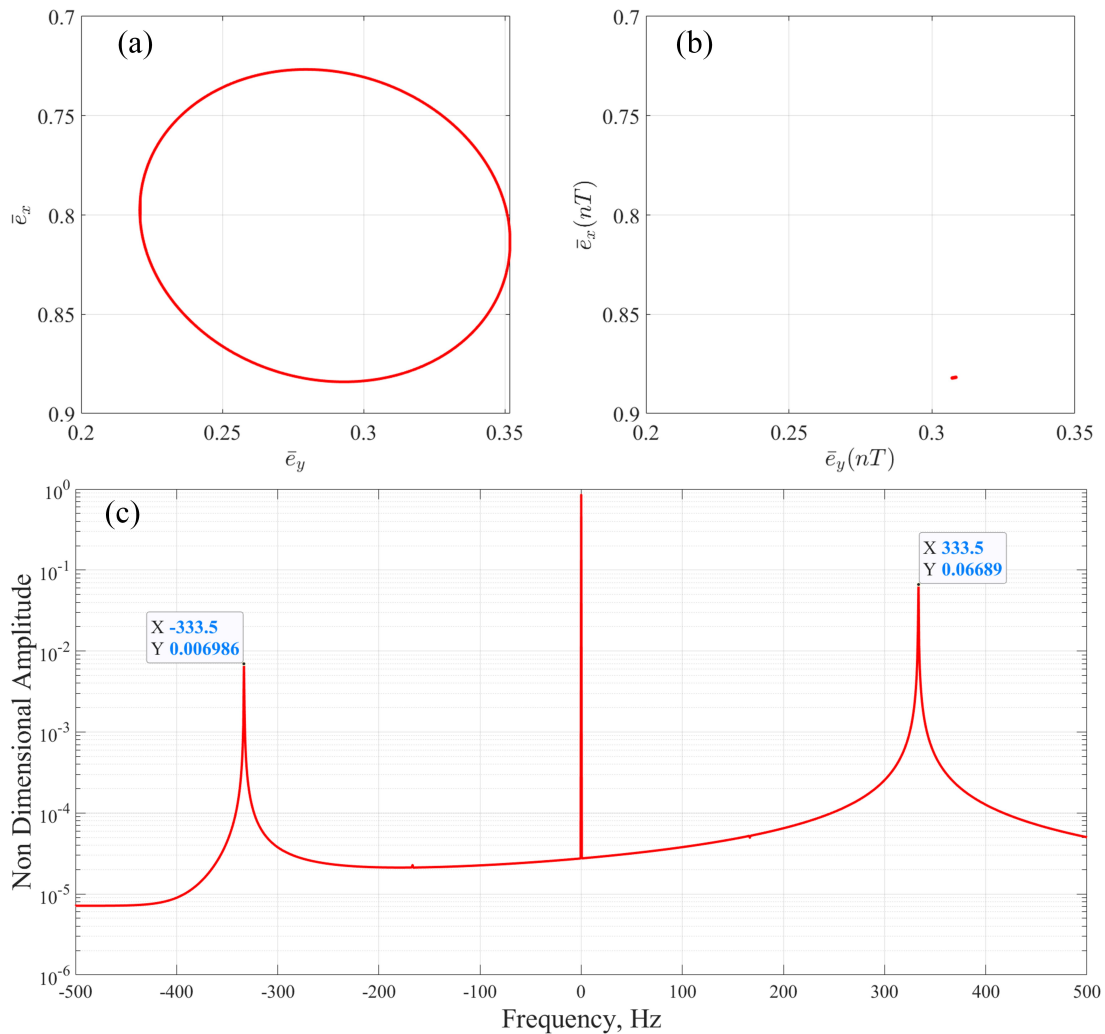 (a)
0.7
0.75
0.8
0.85
0.9
ē_x
0.2
0.25
0.3
0.35
ē_y
(b)
0.7
0.75
0.8
0.85
0.9
ē_x(nT)
0.2
0.25
0.3
0.35
ē_y(nT)
(c)
10^0
10^-1
10^-2
10^-3
10^-4
10^-5
10^-6
Non Dimensional Amplitude
X 333.5
Y 0.06689
X -333.5
Y 0.006986
-500
-400
-300
-200
-100
0
100
200
300
400
500
Frequency, Hz